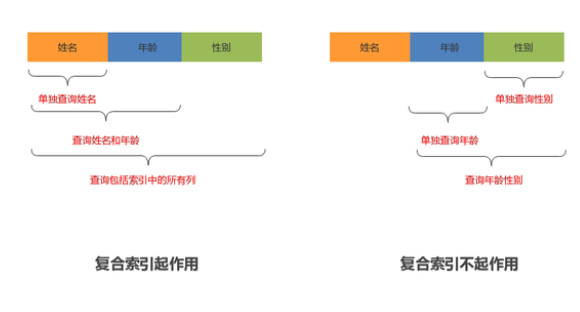 姓名 年龄 性别
单独查询姓名
查询姓名和年龄
查询包括索引中的所有列
复合索引起作用
姓名 年龄 性别
单独查询性别
单独查询年龄
查询年龄性别
复合索引不起作用